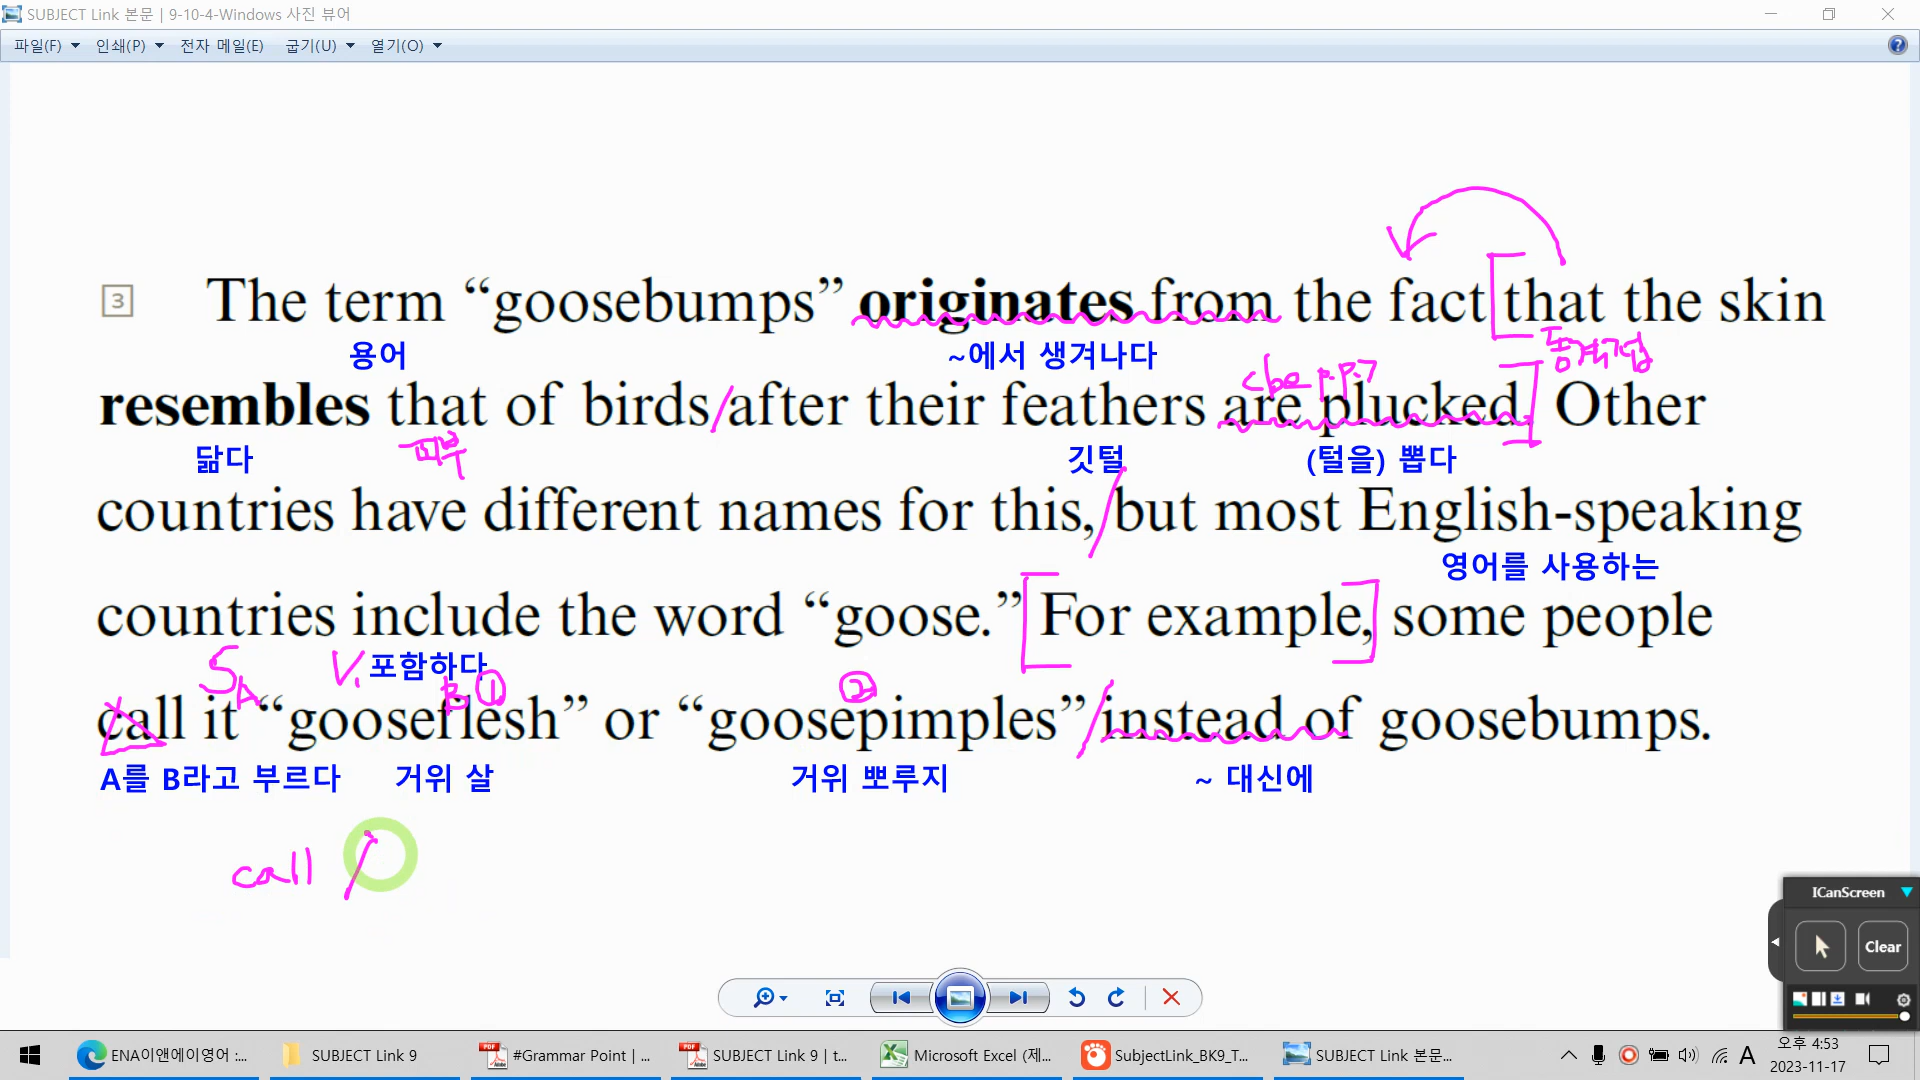 SUBJECT Link 본문 | 9-10-4-Windows 사진 뷰어
파일(F) 인쇄(P) 전자 메일(E) 굽기(U) 열기(O)
3 The term “goosebumps” originates from the fact that the skin
용어 ~에서 생겨나다 동격접
be p.p.
resembles that of birds after their feathers are plucked. Other
닮다 피부 깃털 (털을) 뽑다
countries have different names for this, but most English-speaking
영어를 사용하는
countries include the word “goose.” For example, some people
S V 포함하다
A B ① ②
call it “gooseflesh” or “goosepimples” instead of goosebumps.
A를 B라고 부르다 거위 살 거위 뾰루지 ~ 대신에
call
ICanScreen
Clear
ENA이앤에이영어 :... SUBJECT Link 9 #Grammar Point | ... SUBJECT Link 9 | t... Microsoft Excel (제... SubjectLink_BK9_T... SUBJECT Link 본문... A 오후 4:53
2023-11-17